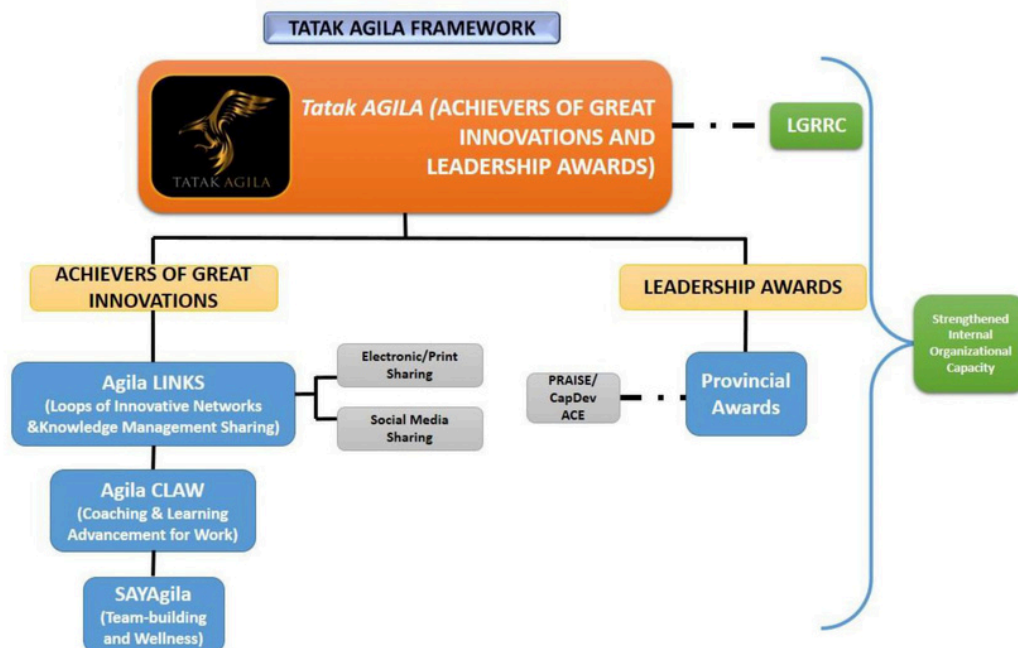 TATAK AGILA FRAMEWORK
TATAK AGILA
Tatak AGILA (ACHIEVERS OF GREAT
INNOVATIONS AND
LEADERSHIP AWARDS)
LGRRC
ACHIEVERS OF GREAT
INNOVATIONS
LEADERSHIP AWARDS
Strengthened
Internal
Organizational
Capacity
Agila LINKS
(Loops of Innovative Networks
&Knowledge Management Sharing)
Electronic/Print
Sharing
Social Media
Sharing
PRAISE/
CapDev
ACE
Provincial
Awards
Agila CLAW
(Coaching & Learning
Advancement for Work)
SAYAgila
(Team-building
and Wellness)